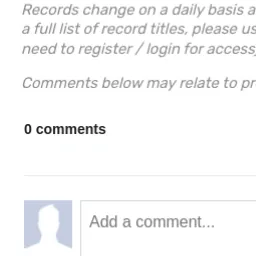 Records change on a daily basis a
a full list of record titles, please us
need to register / login for access,
Comments below may relate to pr
0 comments
Add a comment...